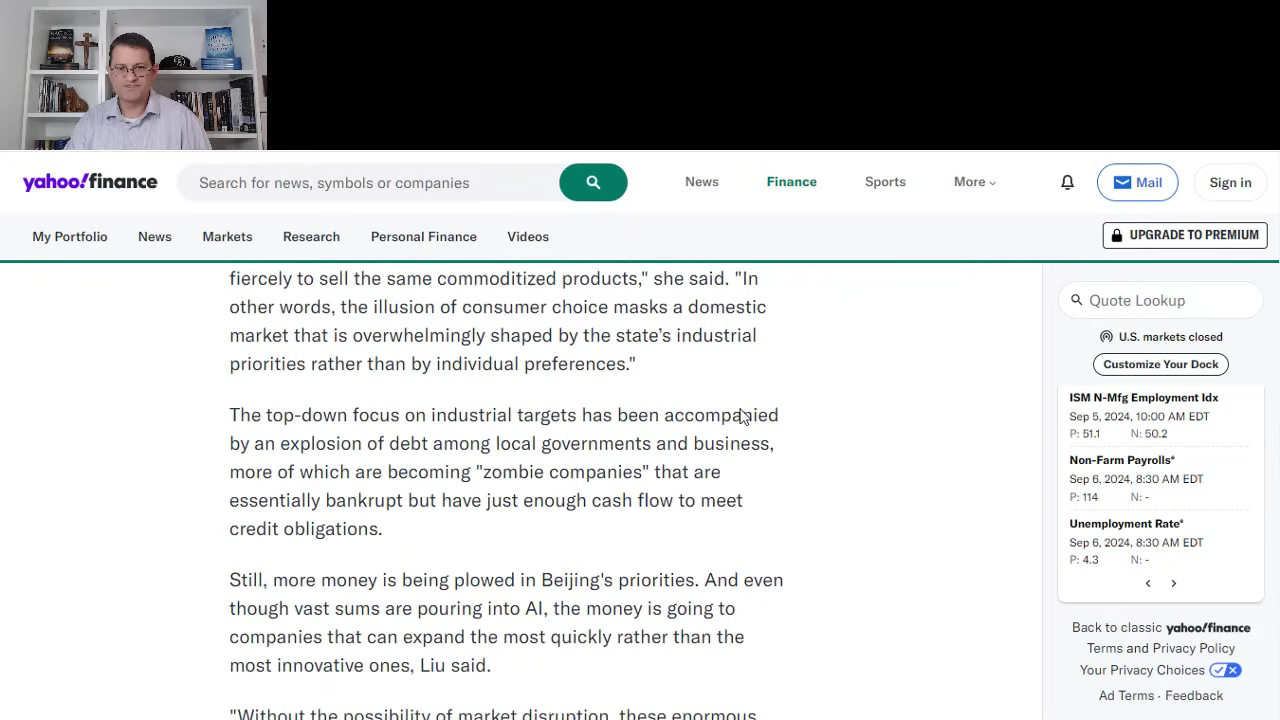 yahoo!finance
Search for news, symbols or companies
News
Finance
Sports
More
Mail
Sign in
My Portfolio
News
Markets
Research
Personal Finance
Videos
UPGRADE TO PREMIUM
fiercely to sell the same commoditized products," she said. "In
other words, the illusion of consumer choice masks a domestic
market that is overwhelmingly shaped by the state’s industrial
priorities rather than by individual preferences."
The top-down focus on industrial targets has been accompanied
by an explosion of debt among local governments and business,
more of which are becoming "zombie companies" that are
essentially bankrupt but have just enough cash flow to meet
credit obligations.
Still, more money is being plowed in Beijing's priorities. And even
though vast sums are pouring into AI, the money is going to
companies that can expand the most quickly rather than the
most innovative ones, Liu said.
"Without the possibility of market disruption, these enormous
Quote Lookup
U.S. markets closed
Customize Your Dock
ISM N-Mfg Employment Idx
Sep 5, 2024, 10:00 AM EDT
P: 51.1 N: 50.2
Non-Farm Payrolls*
Sep 6, 2024, 8:30 AM EDT
P: 114 N: -
Unemployment Rate*
Sep 6, 2024, 8:30 AM EDT
P: 4.3 N: -
Back to classic yahoo!finance
Terms and Privacy Policy
Your Privacy Choices
Ad Terms · Feedback